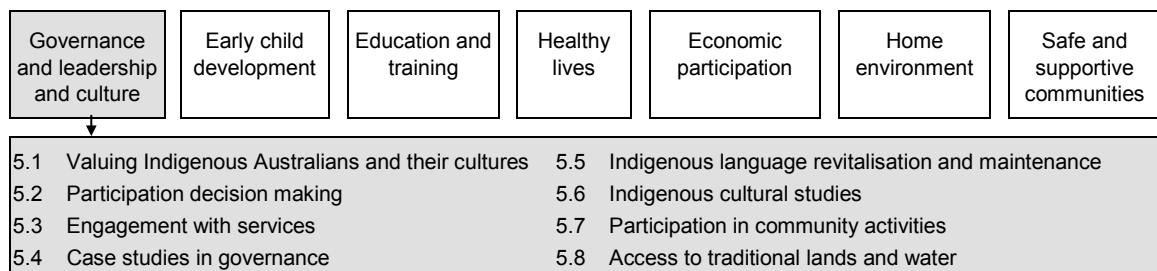 Governance
and leadership
and culture
Early child
development
Education and
training
Healthy
lives
Economic
participation
Home
environment
Safe and
supportive
communities
5.1 Valuing Indigenous Australians and their cultures
5.2 Participation decision making
5.3 Engagement with services
5.4 Case studies in governance
5.5 Indigenous language revitalisation and maintenance
5.6 Indigenous cultural studies
5.7 Participation in community activities
5.8 Access to traditional lands and water